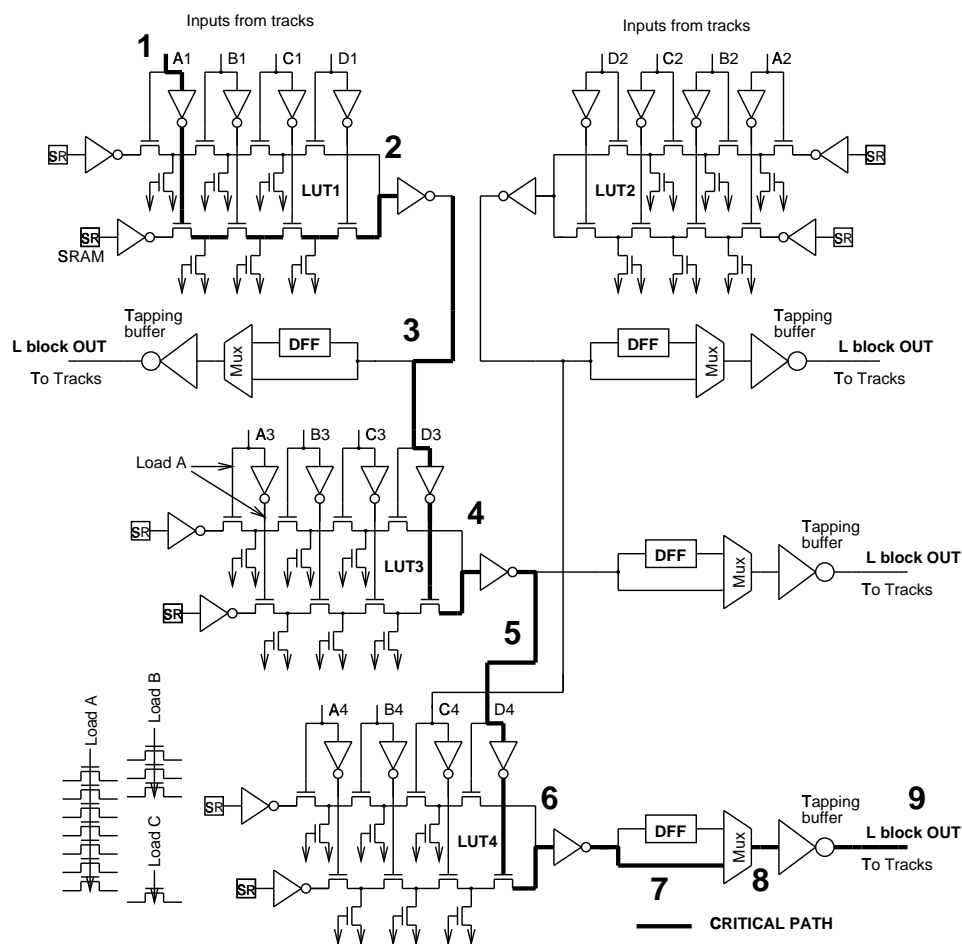 Inputs from tracks
Inputs from tracks
1
A1
B1
C1
D1
D2
C2
B2
A2
2
SR
LUT1
LUT2
SR
SR
SRAM
SR
3
Tapping
buffer
L block OUT
To Tracks
Mux
DFF
DFF
Mux
Tapping
buffer
L block OUT
To Tracks
A3
B3
C3
D3
Load A
4
SR
LUT3
SR
5
DFF
Mux
Tapping
buffer
L block OUT
To Tracks
Load A
Load B
Load C
A4
B4
C4
D4
6
SR
LUT4
SR
7
DFF
Mux
8
Tapping
buffer
9
L block OUT
To Tracks
CRITICAL PATH